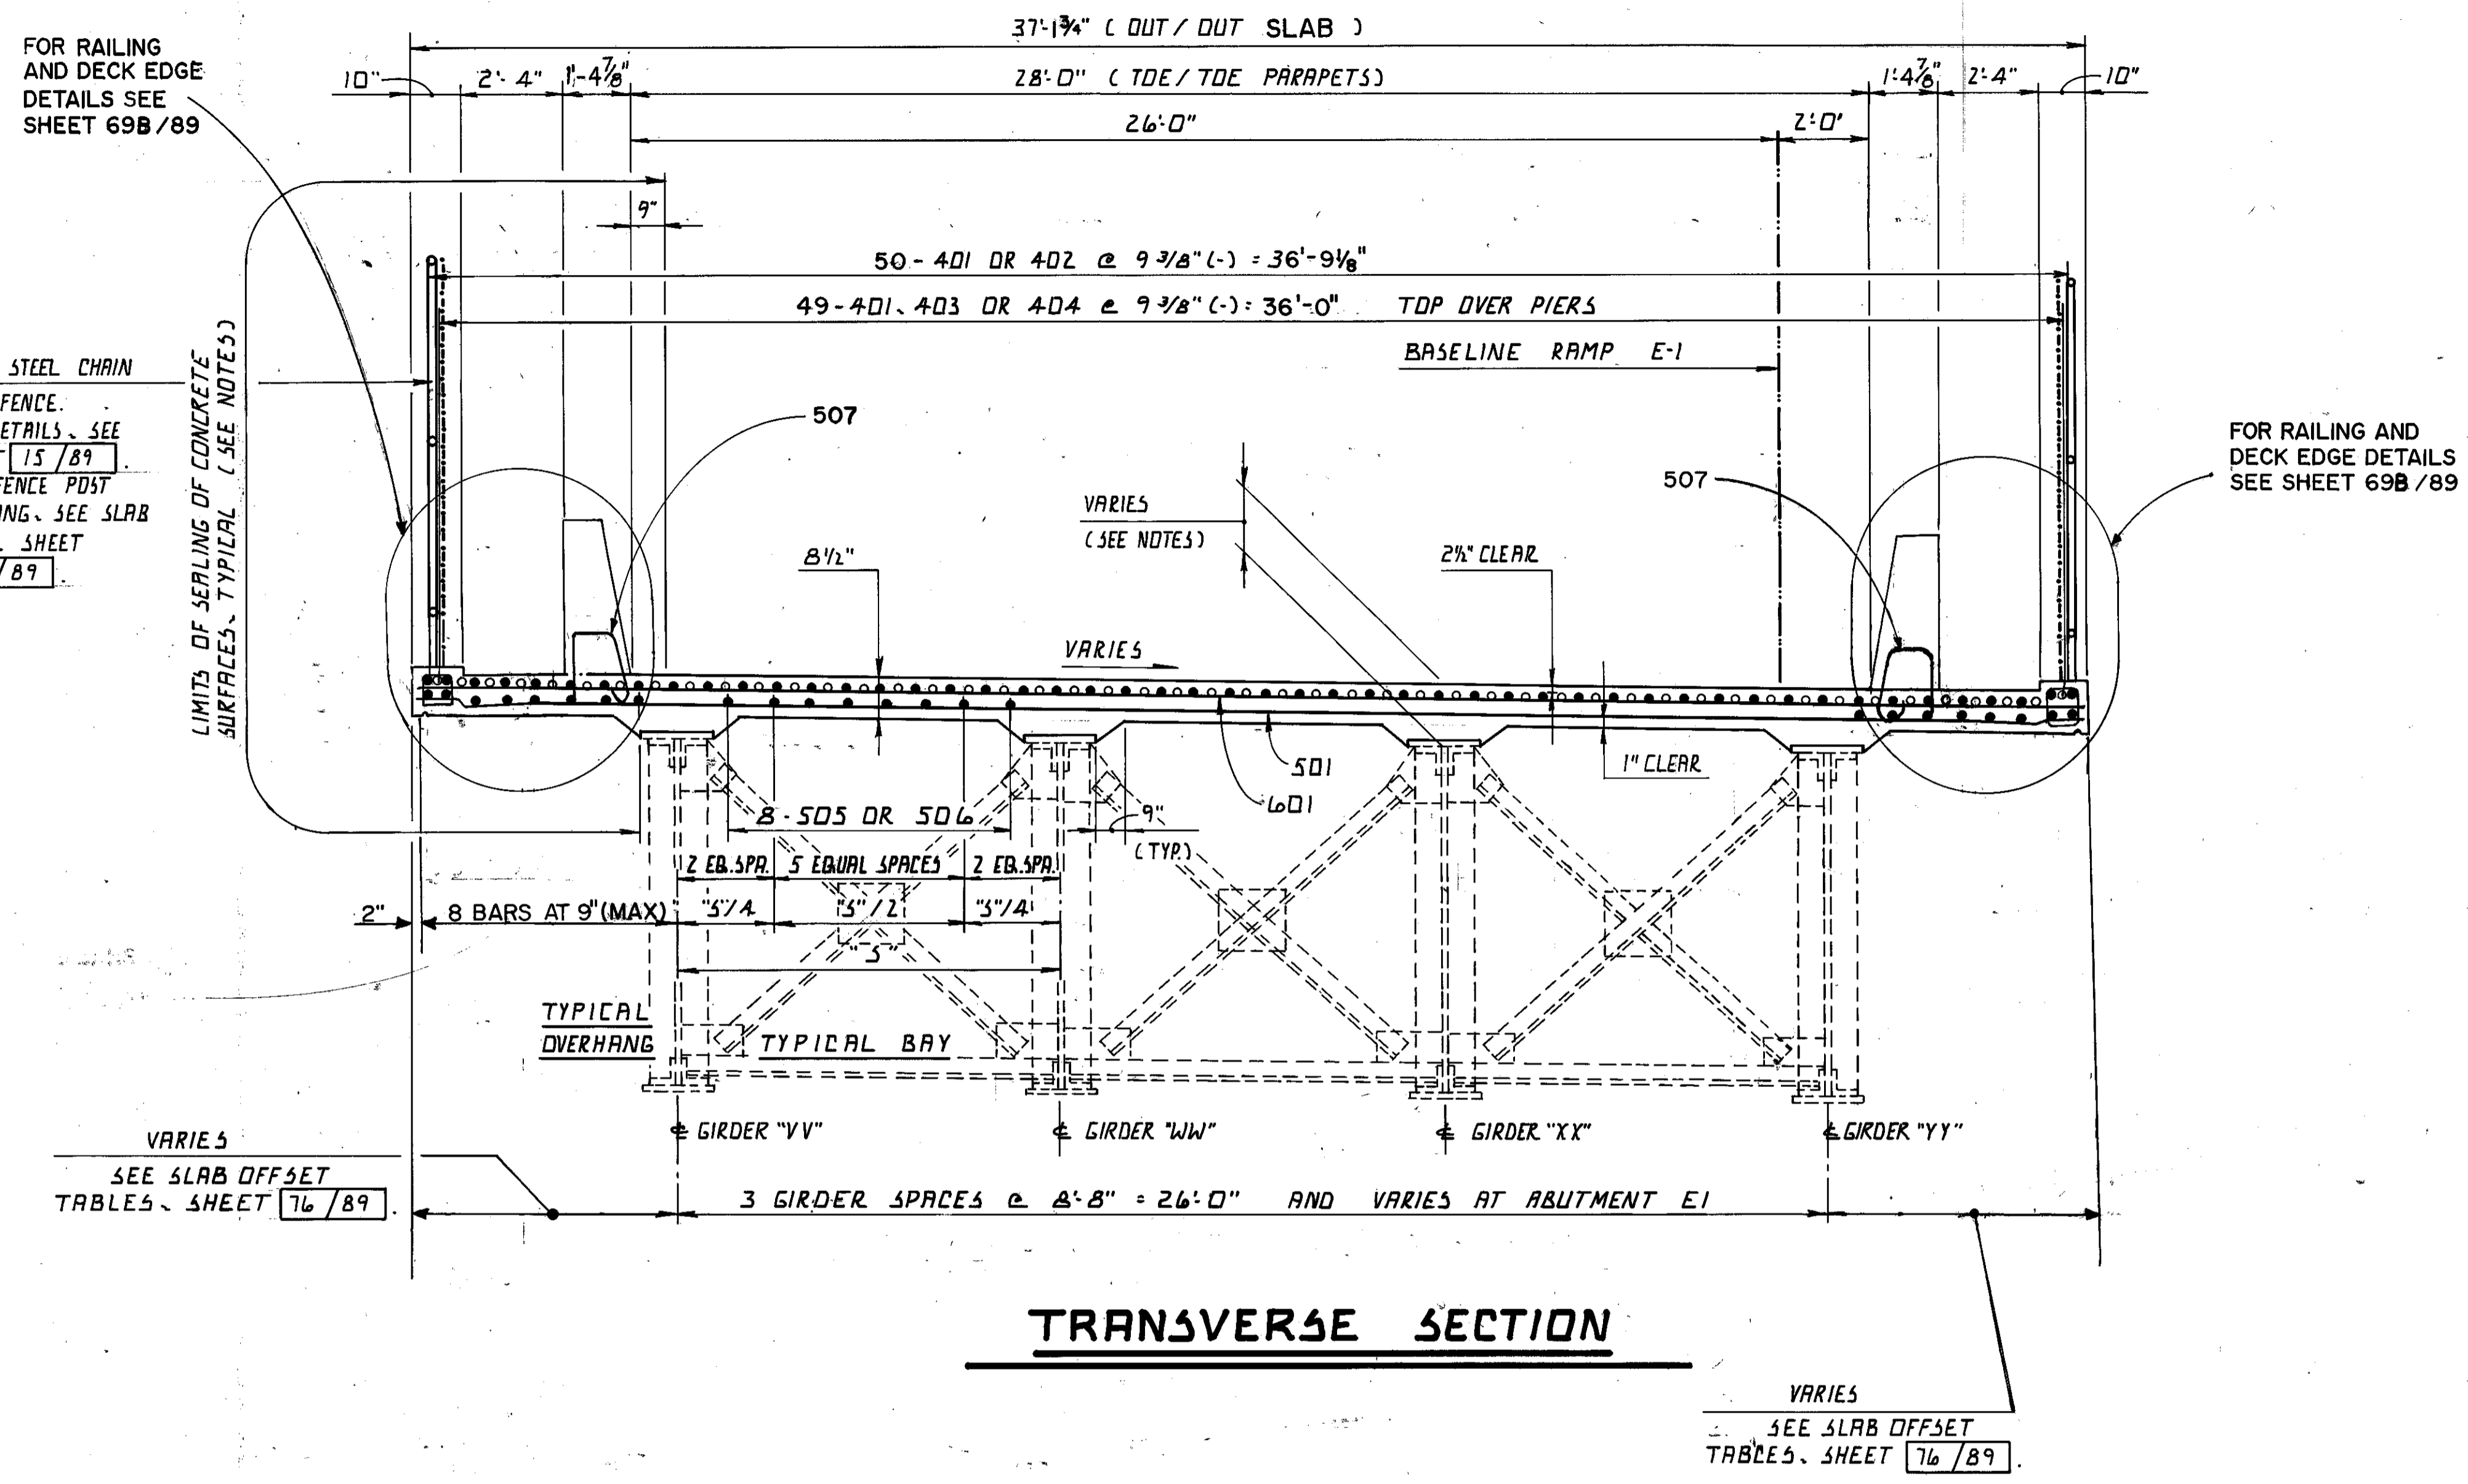 37'-1¾" ( OUT / OUT SLAB )
FOR RAILING
AND DECK EDGE
DETAILS SEE
SHEET 69B/89
10"
2'-4"
1'-4⅞"
28'-0" ( TOE/TOE PARAPETS)
1'-4⅞"
2'-4"
10"
26'-0"
2'-0"
9"
50-401 OR 402 @ 9 3/8" (-) = 36'-9⅛"
49-401, 403 OR 404 @ 9 3/8" (-) = 36'-0" TOP OVER PIERS
BASELINE RAMP E-1
STEEL CHAIN
FENCE.
ETAILS, SEE
15 /89 .
ENCE POST
NG, SEE SLAB
SHEET
/89 .
LIMITS OF SEALING OF CONCRETE
SURFACES, TYPICAL (SEE NOTES)
507
507
FOR RAILING AND
DECK EDGE DETAILS
SEE SHEET 69B/89
VARIES
(SEE NOTES)
8½"
2½" CLEAR
VARIES
501
601
1" CLEAR
8-505 OR 506
9"
(TYP.)
2 EQ.SPA.
5 EQUAL SPACES
2 EQ.SPA.
2"
8 BARS AT 9"(MAX)
"S"/4
"S"/2
"S"/4
"S"
TYPICAL
OVERHANG
TYPICAL BAY
℄ GIRDER "VV"
℄ GIRDER "WW"
℄ GIRDER "XX"
℄ GIRDER "YY"
VARIES
SEE SLAB OFFSET
TABLES, SHEET 76 /89 .
3 GIRDER SPACES @ 8'-8" = 26'-0" AND VARIES AT ABUTMENT E1
TRANSVERSE SECTION
VARIES
SEE SLAB OFFSET
TABLES, SHEET 76 /89 .